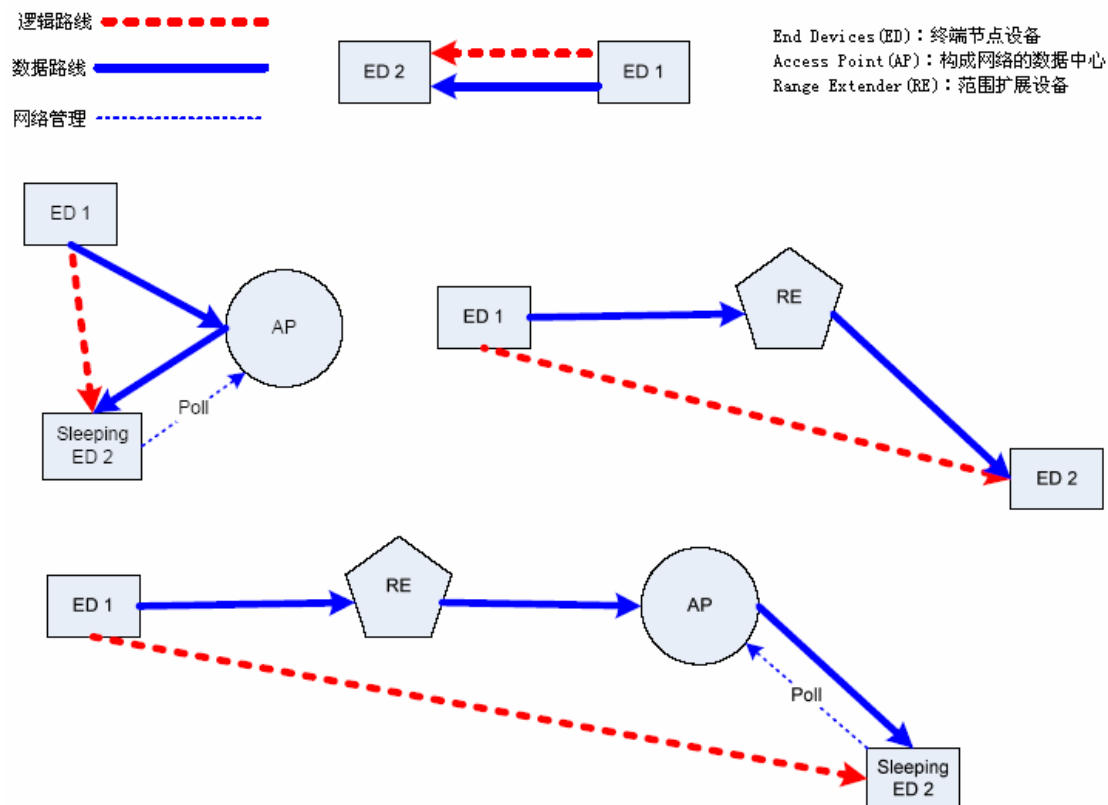 逻辑路线
数据路线
网络管理
ED 2
ED 1
End Devices(ED)：终端节点设备
Access Point(AP)：构成网络的数据中心
Range Extender(RE)：范围扩展设备
ED 1
AP
Poll
Sleeping
ED 2
ED 1
RE
ED 2
ED 1
RE
AP
Poll
Sleeping
ED 2